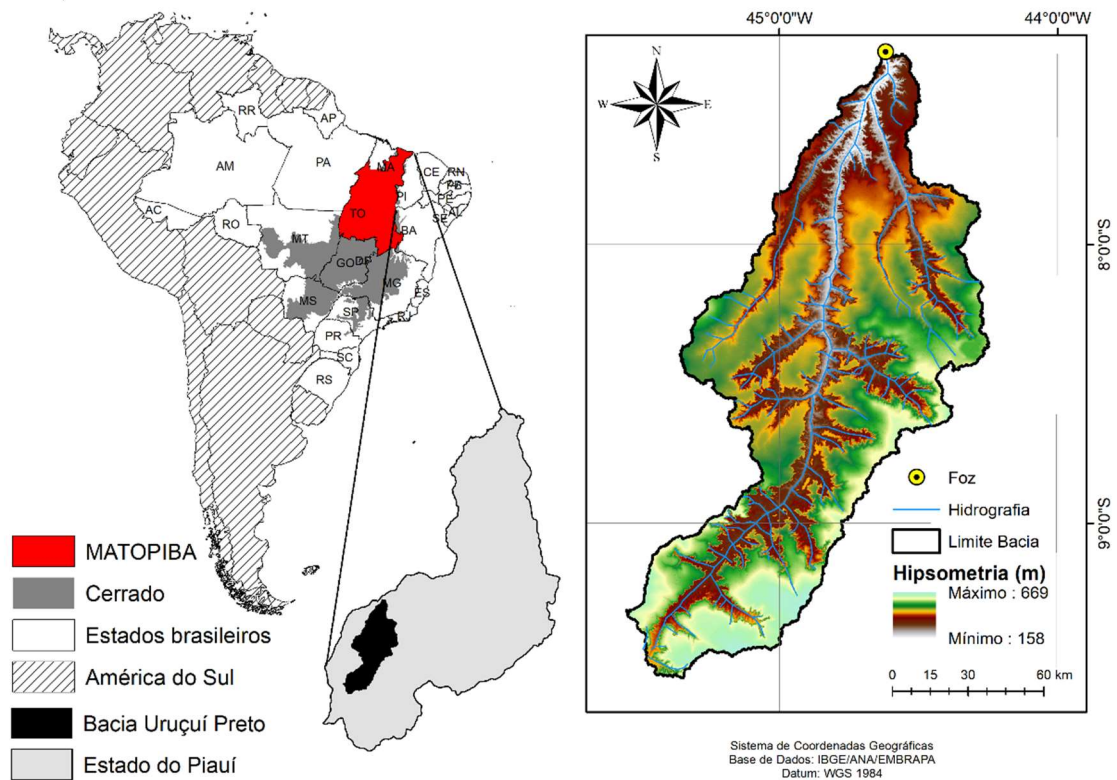 RR
AP
AM
PA
MA
CE
RN
PB
PE
AL
SE
PI
TO
BA
AC
RO
MT
GO
DF
MG
ES
MS
SP
RJ
PR
SC
RS
MATOPIBA
Cerrado
Estados brasileiros
América do Sul
Bacia Uruçuí Preto
Estado do Piauí
45°0'0"W
44°0'0"W
N
W
E
S
8°0'0"S
9°0'0"S
Foz
Hidrografia
Limite Bacia
Hipsometria (m)
Máximo : 669
Mínimo : 158
0 15 30 60 km
Sistema de Coordenadas Geográficas
Base de Dados: IBGE/ANA/EMBRAPA
Datum: WGS 1984